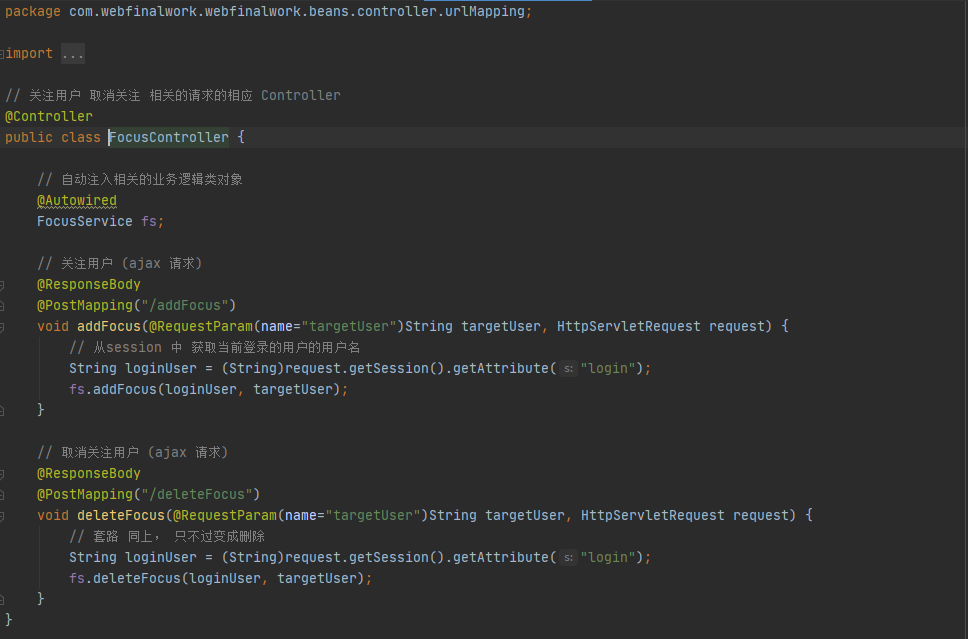 package com.webfinalwork.webfinalwork.beans.controller.urlMapping;
import ...
// 关注用户 取消关注 相关的请求的相应 Controller
@Controller
public class FocusController {
// 自动注入相关的业务逻辑类对象
@Autowired
FocusService fs;
// 关注用户 (ajax 请求)
@ResponseBody
@PostMapping("/addFocus")
void addFocus(@RequestParam(name="targetUser")String targetUser, HttpServletRequest request) {
// 从session 中 获取当前登录的用户的用户名
String loginUser = (String)request.getSession().getAttribute( s: "login");
fs.addFocus(loginUser, targetUser);
}
// 取消关注用户 (ajax 请求)
@ResponseBody
@PostMapping("/deleteFocus")
void deleteFocus(@RequestParam(name="targetUser")String targetUser, HttpServletRequest request) {
// 套路 同上, 只不过变成删除
String loginUser = (String)request.getSession().getAttribute( s: "login");
fs.deleteFocus(loginUser, targetUser);
}
}